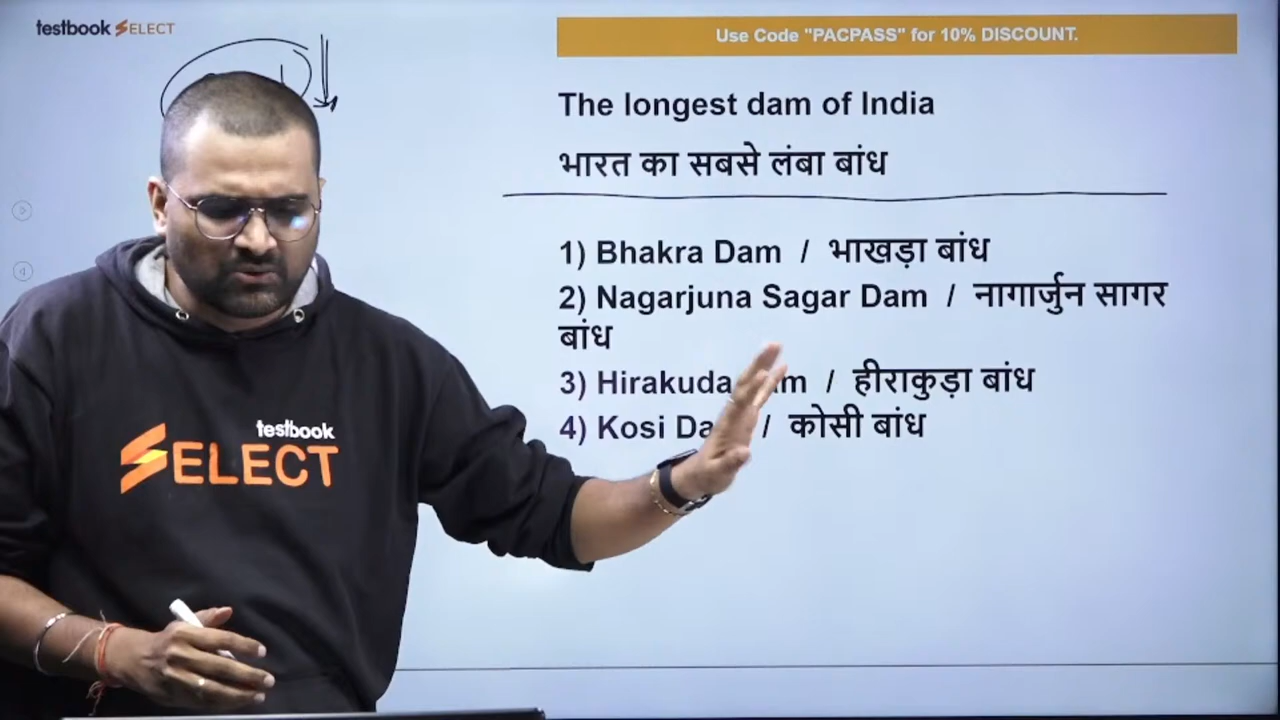 testbook SELECT
Use Code "PACPASS" for 10% DISCOUNT.
The longest dam of India
भारत का सबसे लंबा बांध
1) Bhakra Dam / भाखड़ा बांध
2) Nagarjuna Sagar Dam / नागार्जुन सागर
बांध
3) Hirakuda / हीराकुड़ा बांध
4) Kosi / कोसी बांध
testbook
SELECT